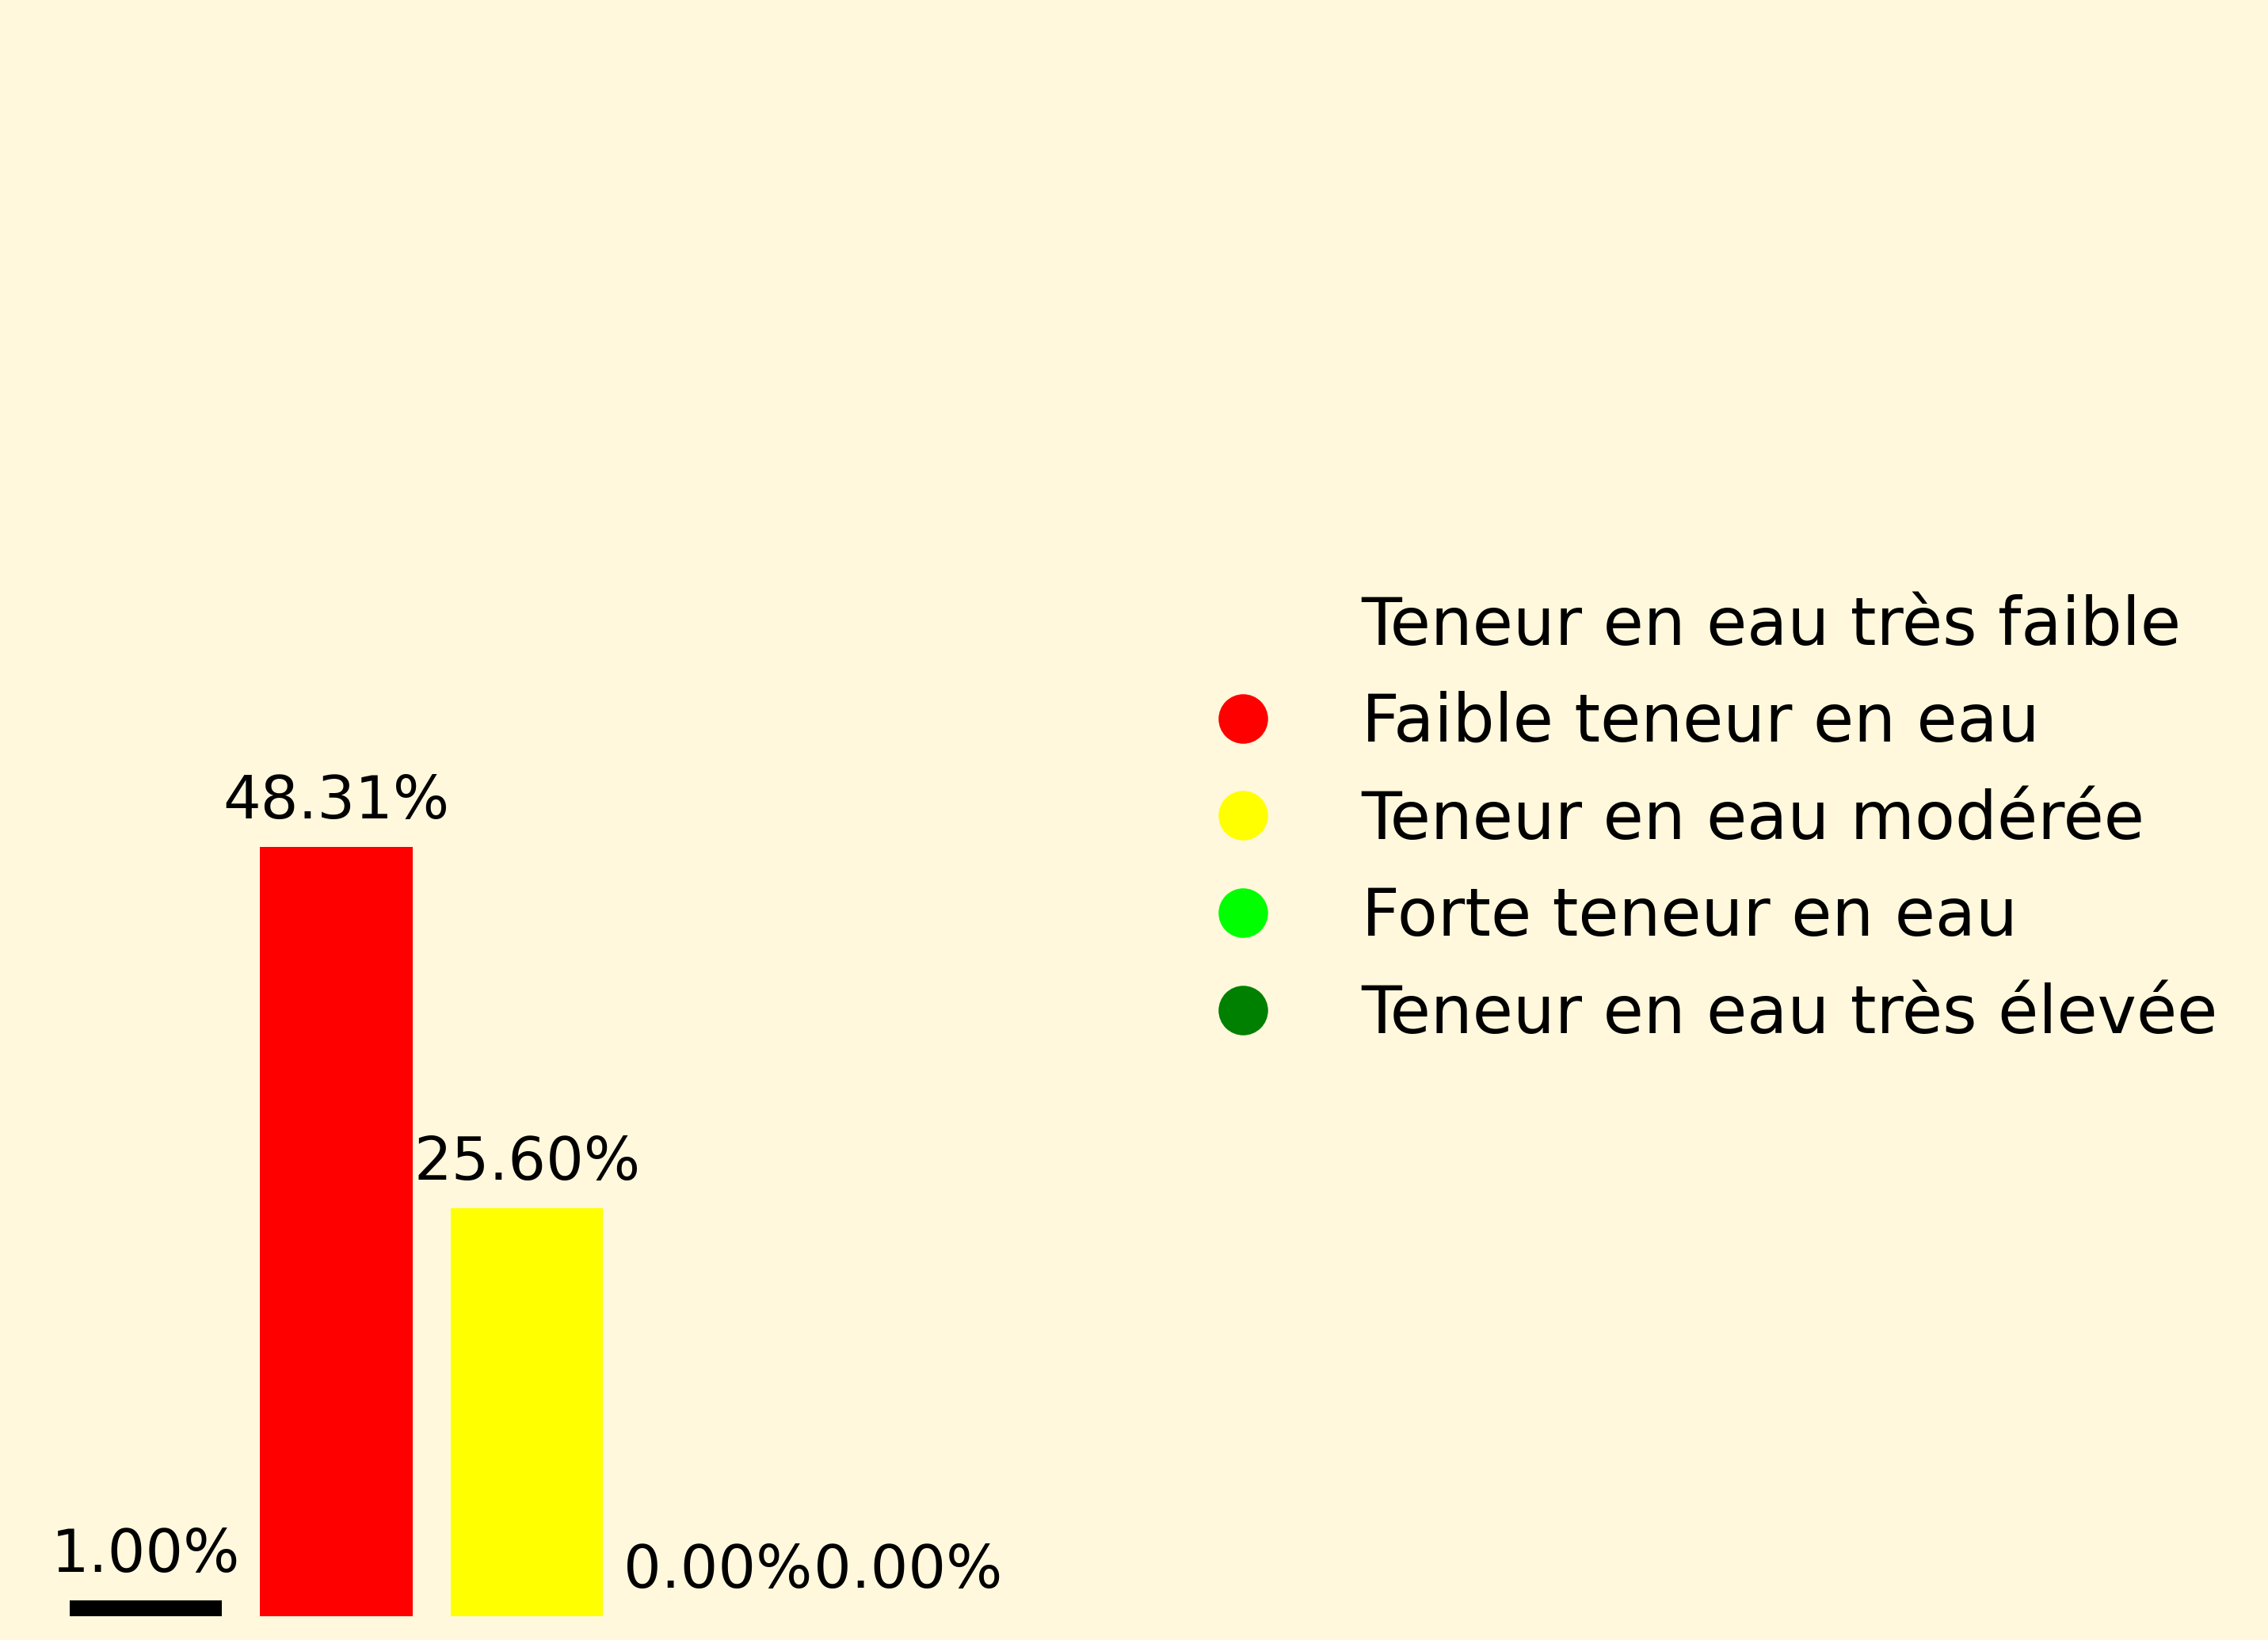 Teneur en eau très faible
Faible teneur en eau
Teneur en eau modérée
Forte teneur en eau
Teneur en eau très élevée
48.31%
25.60%
1.00%
0.00%
0.00%